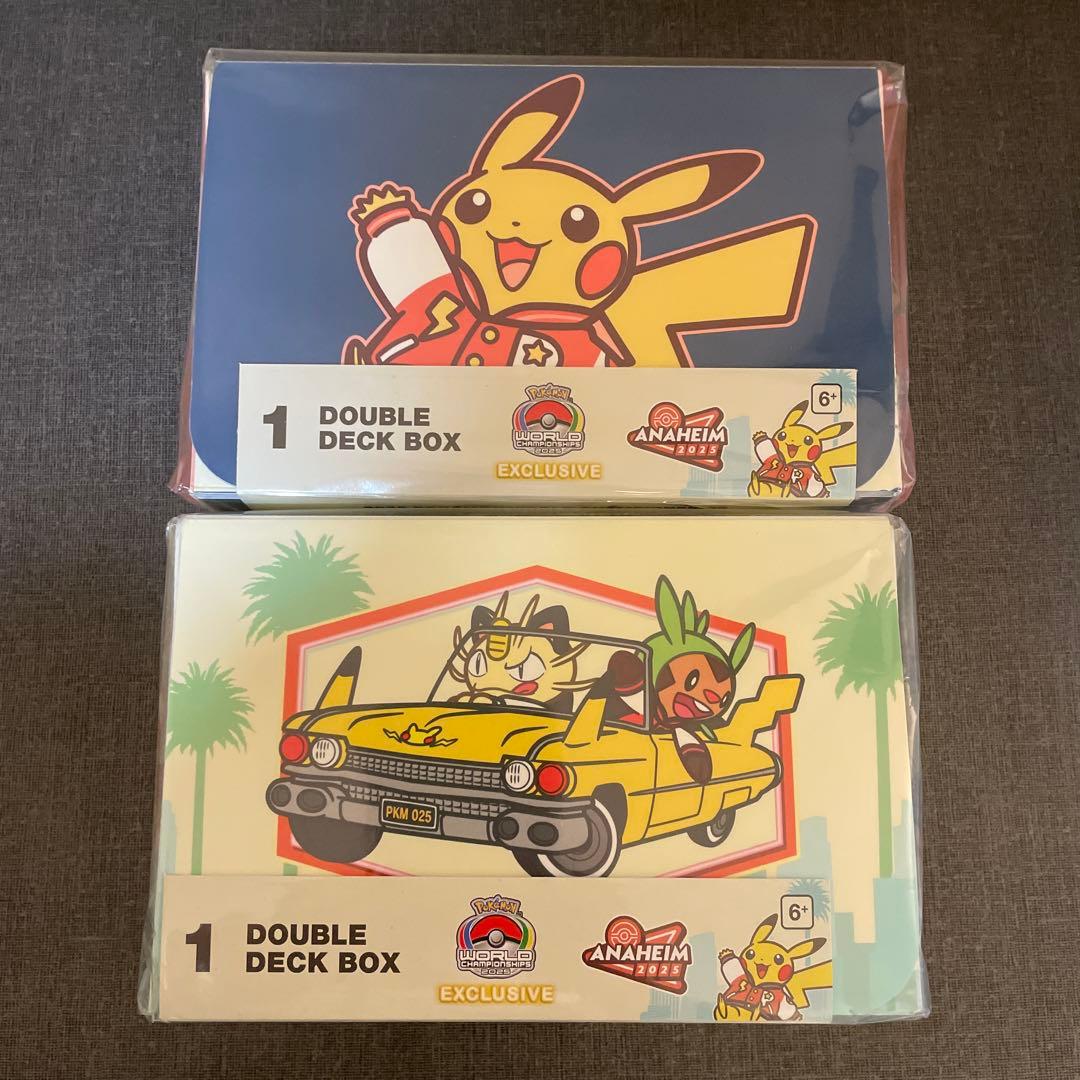 1
DOUBLE
DECK BOX
Pokémon
WORLD
CHAMPIONSHIPS
2025
EXCLUSIVE
ANAHEIM
2025
6+
PKM 025
1
DOUBLE
DECK BOX
Pokémon
WORLD
CHAMPIONSHIPS
2025
EXCLUSIVE
ANAHEIM
2025
6+